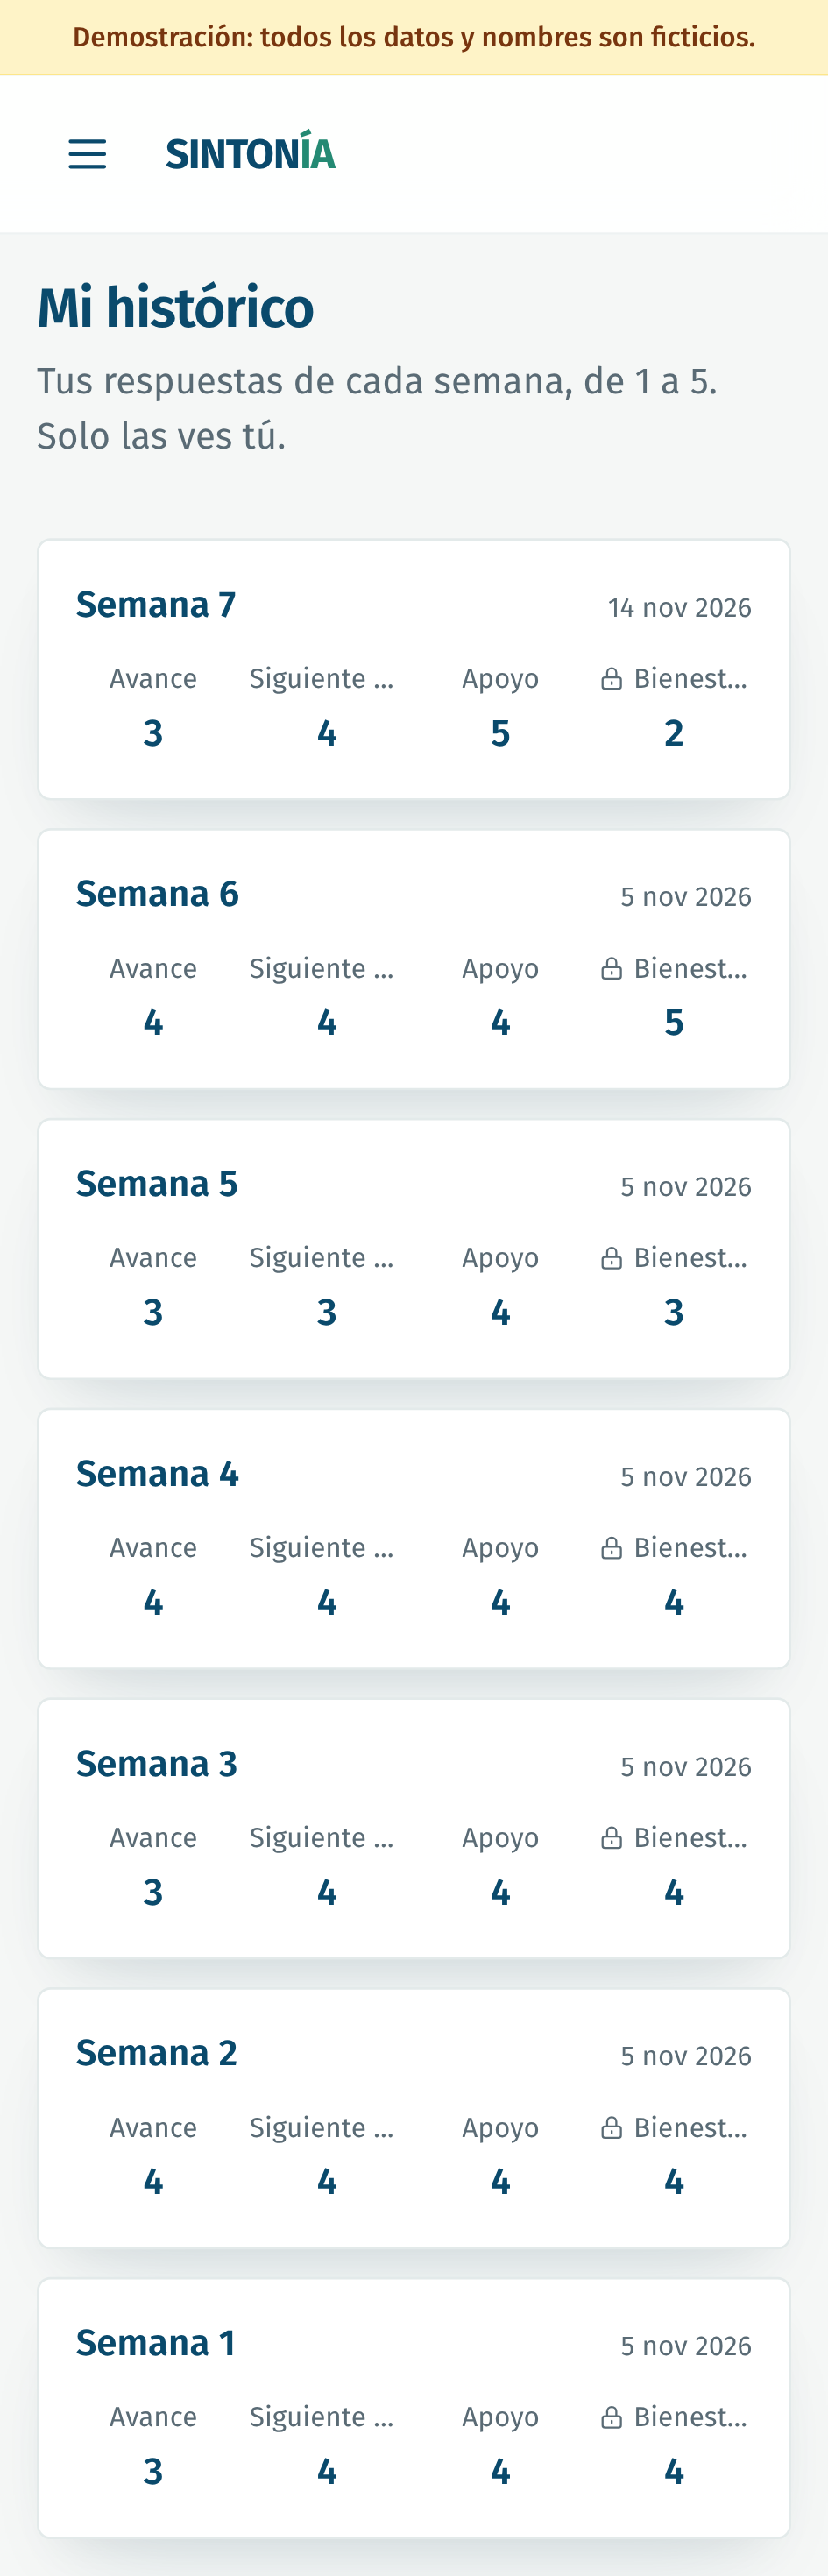 Demostración: todos los datos y nombres son ficticios.
SINTONÍA
Mi histórico
Tus respuestas de cada semana, de 1 a 5.
Solo las ves tú.
Semana 7 14 nov 2026
Avance Siguiente ... Apoyo Bienest...
3 4 5 2
Semana 6 5 nov 2026
Avance Siguiente ... Apoyo Bienest...
4 4 4 5
Semana 5 5 nov 2026
Avance Siguiente ... Apoyo Bienest...
3 3 4 3
Semana 4 5 nov 2026
Avance Siguiente ... Apoyo Bienest...
4 4 4 4
Semana 3 5 nov 2026
Avance Siguiente ... Apoyo Bienest...
3 4 4 4
Semana 2 5 nov 2026
Avance Siguiente ... Apoyo Bienest...
4 4 4 4
Semana 1 5 nov 2026
Avance Siguiente ... Apoyo Bienest...
3 4 4 4